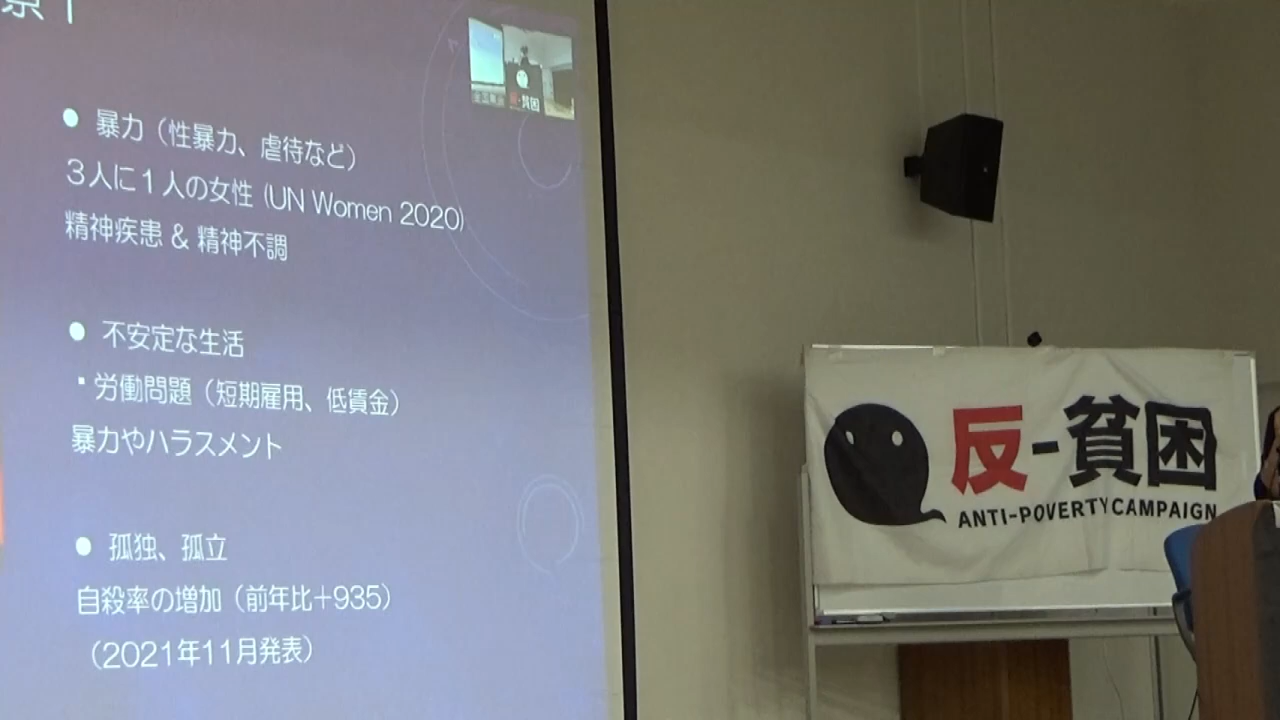 ● 暴力（性暴力、虐待など）
３人に１人の女性 (UN Women 2020)
精神疾患 & 精神不調
● 不安定な生活
・労働問題（短期雇用、低賃金）
暴力やハラスメント
● 孤独、孤立
自殺率の増加（前年比＋935）
（2021年11月発表）
反-貧困
反-貧困
ANTI-POVERTY CAMPAIGN